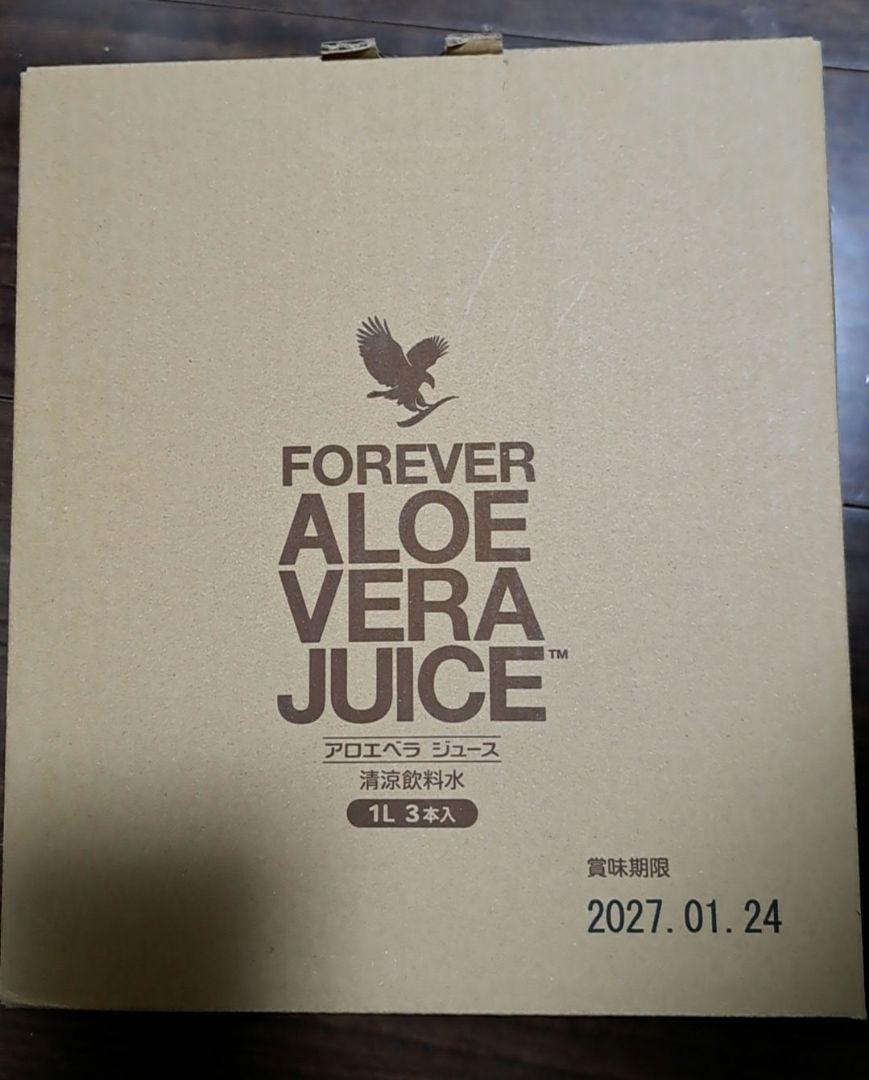 FOREVER
ALOE
VERA
JUICE™
アロエベラ ジュース
清涼飲料水
1L 3本入
賞味期限
2027.01.24